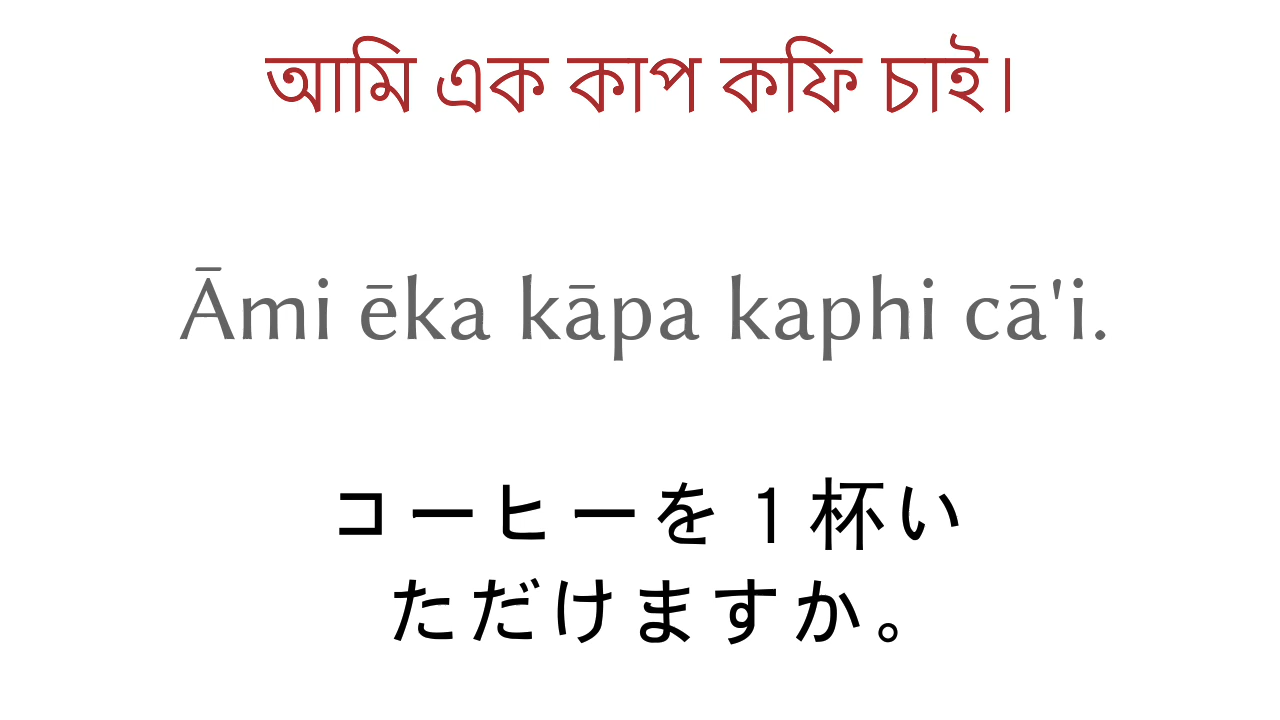 আমি এক কাপ কফি চাই।
Āmi ēka kāpa kaphi cā'i.
コーヒーを１杯い
ただけますか。